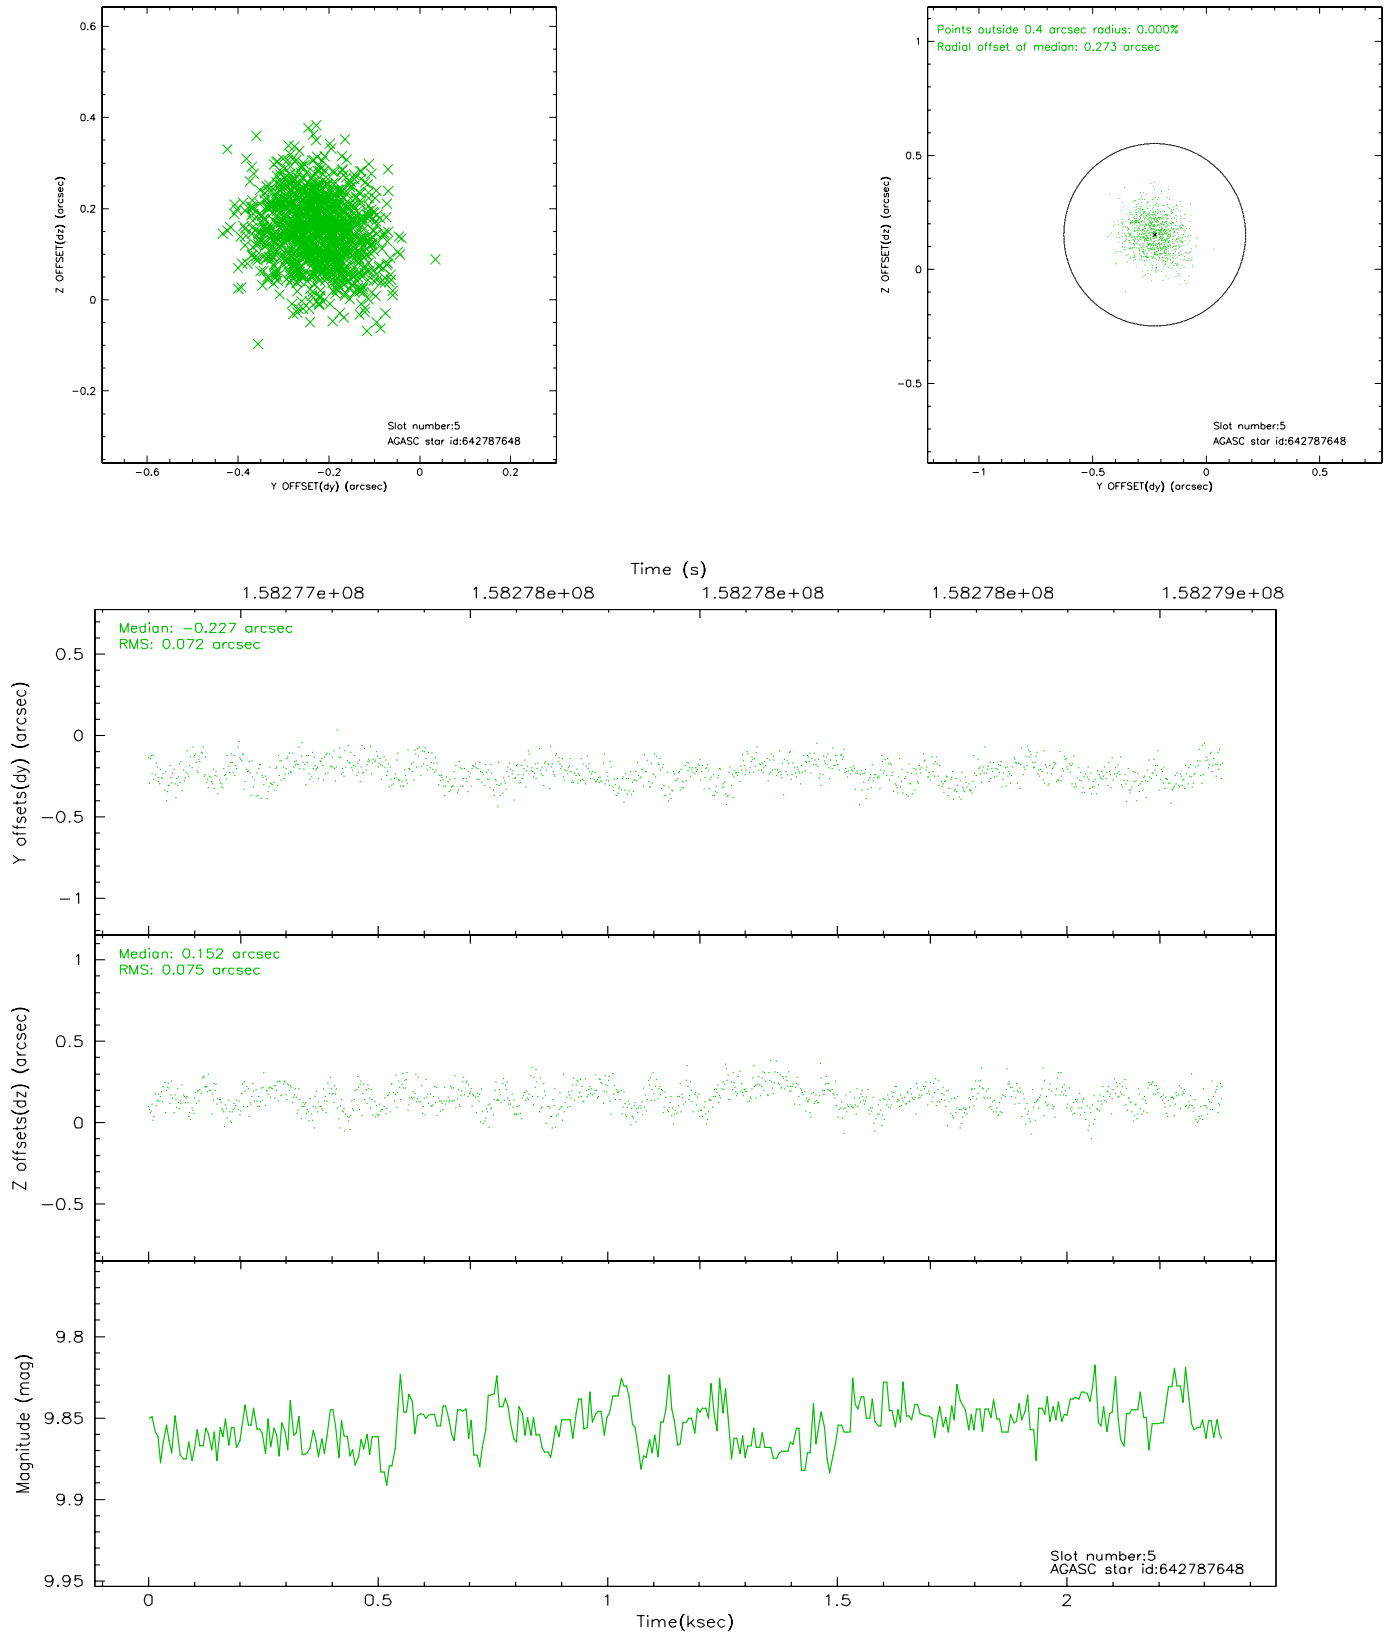 0.6
0.4
0.2
0
−0.2
Z OFFSET(dz) (arcsec)
Slot number:5
AGASC star id:642787648
−0.6 −0.4 −0.2 0 0.2
Y OFFSET(dy) (arcsec)
Points outside 0.4 arcsec radius: 0.000%
Radial offset of median: 0.273 arcsec
1
0.5
0
−0.5
Z OFFSET(dz) (arcsec)
Slot number:5
AGASC star id:642787648
−1 −0.5 0 0.5
Y OFFSET(dy) (arcsec)
Time (s)
1.58277e+08 1.58278e+08 1.58278e+08 1.58278e+08 1.58279e+08
Median: −0.227 arcsec
RMS: 0.072 arcsec
0.5
0
−0.5
−1
Y offsets(dy) (arcsec)
Median: 0.152 arcsec
RMS: 0.075 arcsec
1
0.5
0
−0.5
Z offsets(dz) (arcsec)
9.8
9.85
9.9
9.95
Magnitude (mag)
Slot number:5
AGASC star id:642787648
0 0.5 1 1.5 2
Time(ksec)